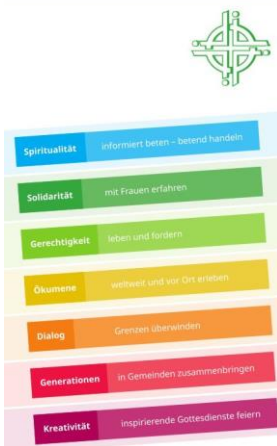 Spiritualität informiert beten – betend handeln
Solidarität mit Frauen erfahren
Gerechtigkeit leben und fordern
Ökumene weltweit und vor Ort erleben
Dialog Grenzen überwinden
Generationen in Gemeinden zusammenbringen
Kreativität inspirierende Gottesdienste feiern